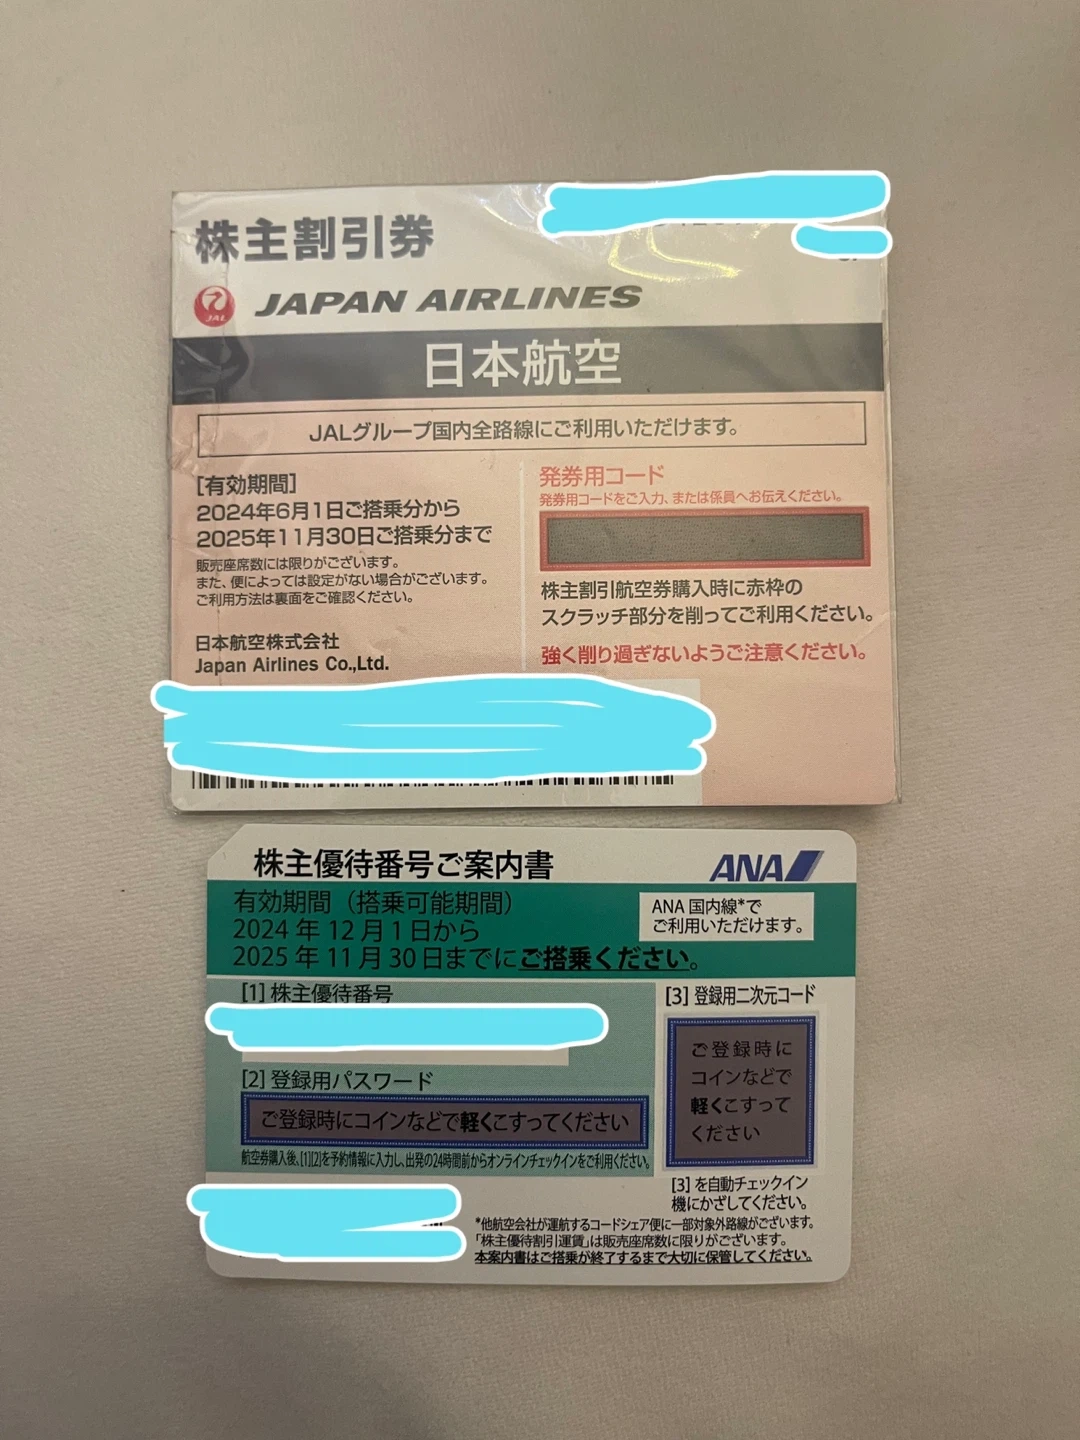 株主割引券
JAL
JAPAN AIRLINES
日本航空
JALグループ国内全路線にご利用いただけます。
[有効期間]
2024年6月1日ご搭乗分から
2025年11月30日ご搭乗分まで
販売座席数には限りがございます。
また、便によっては設定がない場合がございます。
ご利用方法は裏面をご確認ください。
日本航空株式会社
Japan Airlines Co.,Ltd.
発券用コード
発券用コードをご入力、または係員へお伝えください。
株主割引航空券購入時に赤枠の
スクラッチ部分を削ってご利用ください。
強く削り過ぎないようご注意ください。
株主優待番号ご案内書
ANA
有効期間（搭乗可能期間）
2024年12月1日から
2025年11月30日までにご搭乗ください。
ANA国内線*で
ご利用いただけます。
[1] 株主優待番号
[2] 登録用パスワード
ご登録時にコインなどで軽くこすってください
航空券購入後、[1][2]を予約情報に入力し、出発の24時間前からオンラインチェックインをご利用ください。
[3] 登録用二次元コード
ご登録時に
コインなどで
軽くこすって
ください
[3] を自動チェックイン
機にかざしてください。
*他航空会社が運航するコードシェア便に一部対象外路線がございます。
「株主優待割引運賃」は販売座席数に限りがございます。
本案内書はご搭乗が終了するまで大切に保管してください。